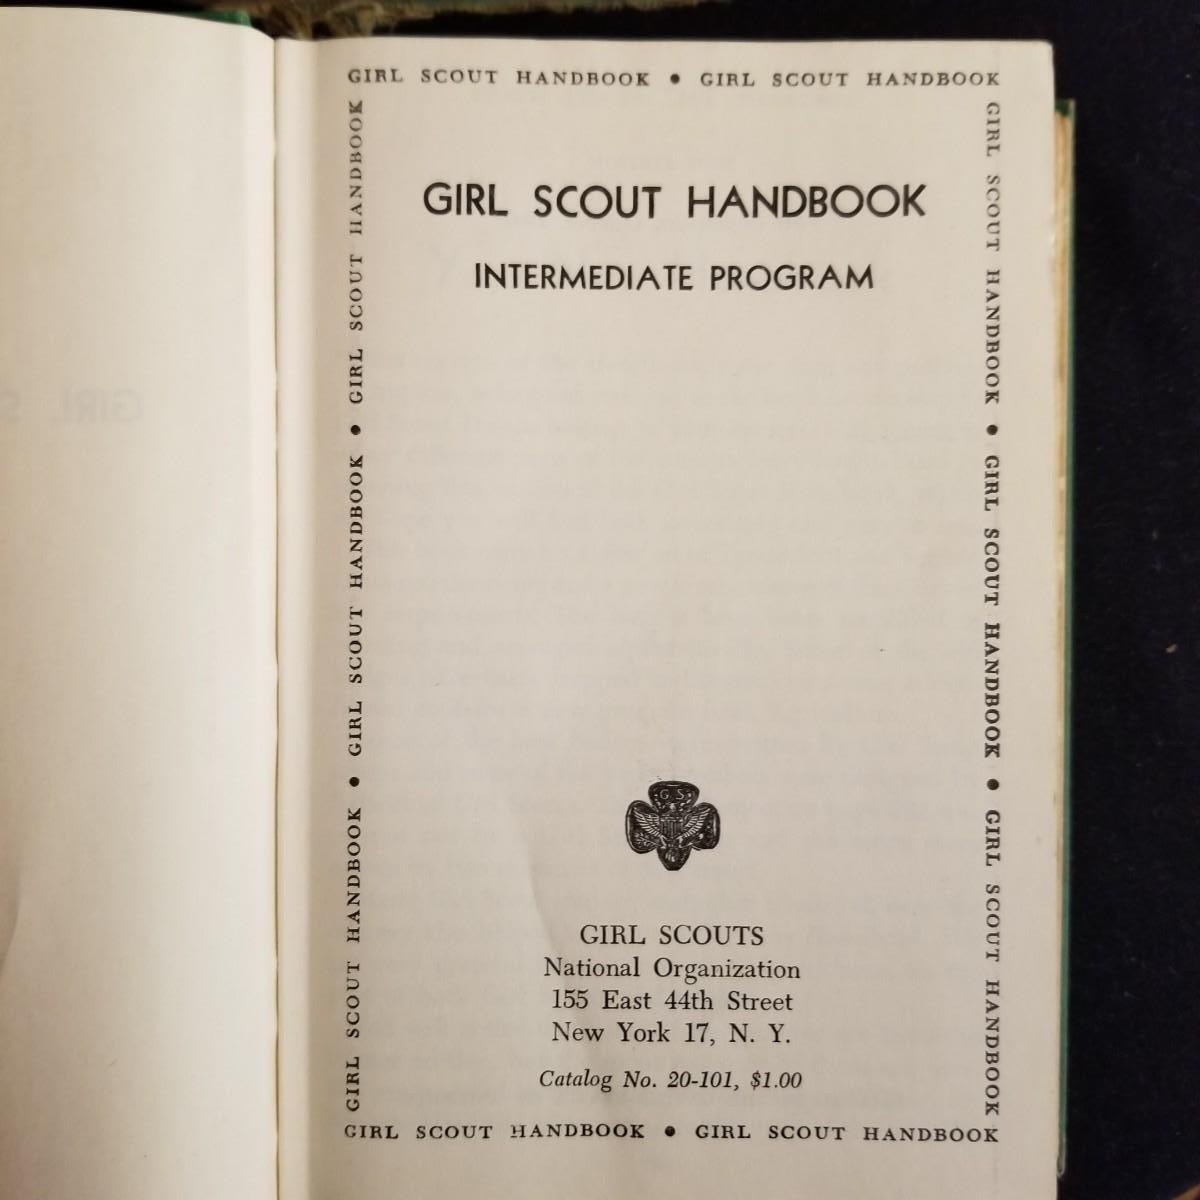 GIRL SCOUT HANDBOOK • GIRL SCOUT HANDBOOK
GIRL SCOUT HANDBOOK • GIRL SCOUT HANDBOOK • GIRL SCOUT HANDBOOK
GIRL SCOUT HANDBOOK • GIRL SCOUT HANDBOOK • GIRL SCOUT HANDBOOK
GIRL SCOUT HANDBOOK
INTERMEDIATE PROGRAM
G.S.
GIRL SCOUTS
National Organization
155 East 44th Street
New York 17, N. Y.
Catalog No. 20-101, $1.00
GIRL SCOUT HANDBOOK • GIRL SCOUT HANDBOOK